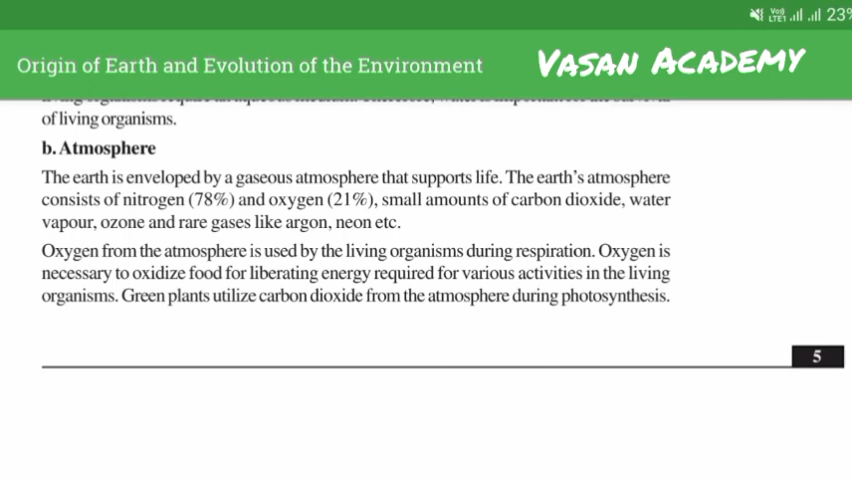 Vo)) LTE1 23%
Origin of Earth and Evolution of the Environment VASAN ACADEMY
of living organisms.
b. Atmosphere
The earth is enveloped by a gaseous atmosphere that supports life. The earth's atmosphere
consists of nitrogen (78%) and oxygen (21%), small amounts of carbon dioxide, water
vapour, ozone and rare gases like argon, neon etc.
Oxygen from the atmosphere is used by the living organisms during respiration. Oxygen is
necessary to oxidize food for liberating energy required for various activities in the living
organisms. Green plants utilize carbon dioxide from the atmosphere during photosynthesis.
5